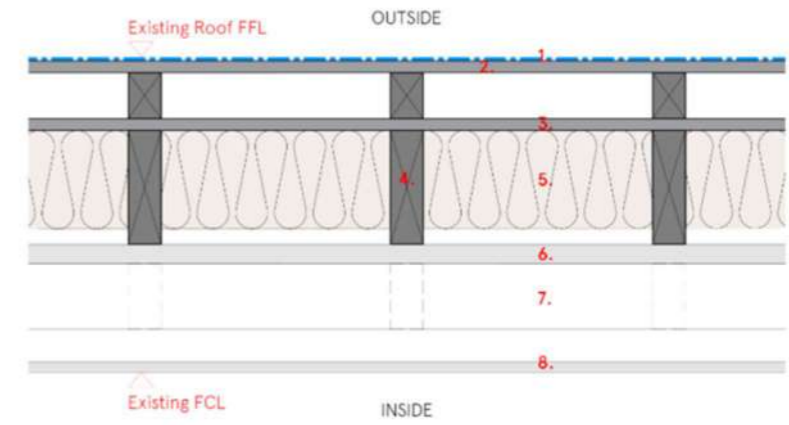 OUTSIDE
Existing Roof FFL
1.
2.
3.
4.
5.
6.
7.
8.
Existing FCL
INSIDE